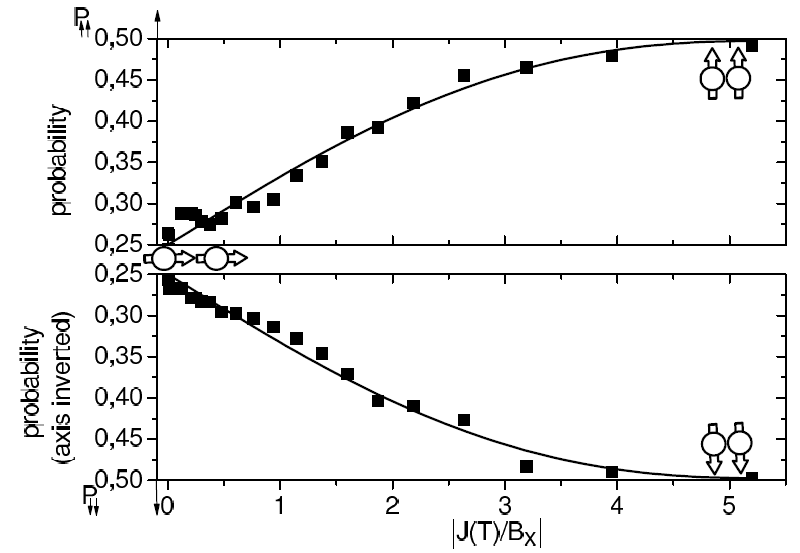 P↑↑
0,50
0,45
0,40
0,35
0,30
0,25
probability
0,25
0,30
0,35
0,40
0,45
0,50
probability
(axis inverted)
P↓↓
0 1 2 3 4 5
|J(T)/Bx|